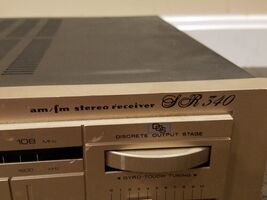 am/fm stereo receiver SR 340
DISCRETE OUTPUT STAGE
108 MHz
GYRO-TOUCH TUNING